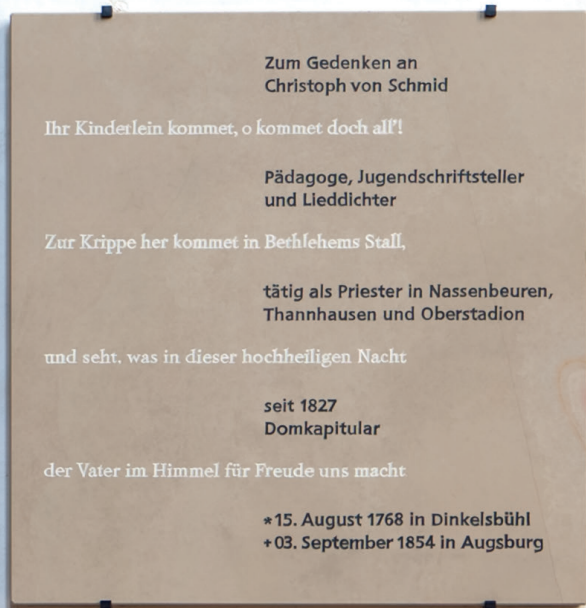 Zum Gedenken an
Christoph von Schmid
Ihr Kinderlein kommet, o kommet doch all'!
Pädagoge, Jugendschriftsteller
und Lieddichter
Zur Krippe her kommet in Bethlehems Stall,
tätig als Priester in Nassenbeuren,
Thannhausen und Oberstadion
und seht, was in dieser hochheiligen Nacht
seit 1827
Domkapitular
der Vater im Himmel für Freude uns macht
*15. August 1768 in Dinkelsbühl
+03. September 1854 in Augsburg